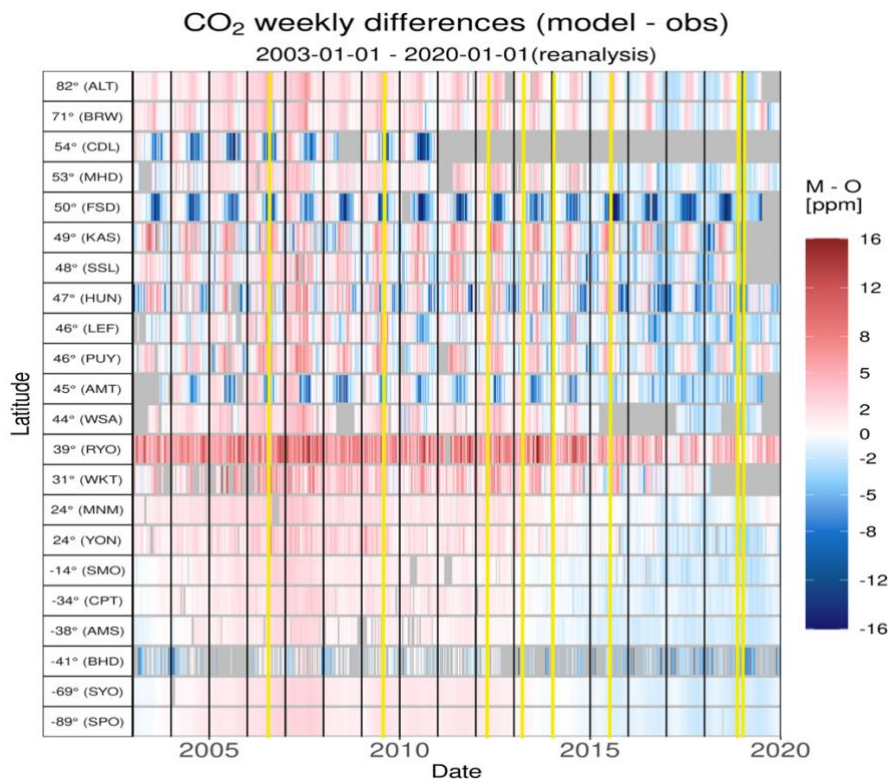 CO₂ weekly differences (model - obs)
2003-01-01 - 2020-01-01(reanalysis)
82° (ALT)
71° (BRW)
54° (CDL)
53° (MHD)
50° (FSD)
49° (KAS)
48° (SSL)
47° (HUN)
46° (LEF)
46° (PUY)
45° (AMT)
44° (WSA)
39° (RYO)
31° (WKT)
24° (MNM)
24° (YON)
-14° (SMO)
-34° (CPT)
-38° (AMS)
-41° (BHD)
-69° (SYO)
-89° (SPO)
Latitude
2005 2010 2015 2020
Date
M - O
[ppm]
16
12
8
6
4
2
0
-2
-4
-8
-12
-16